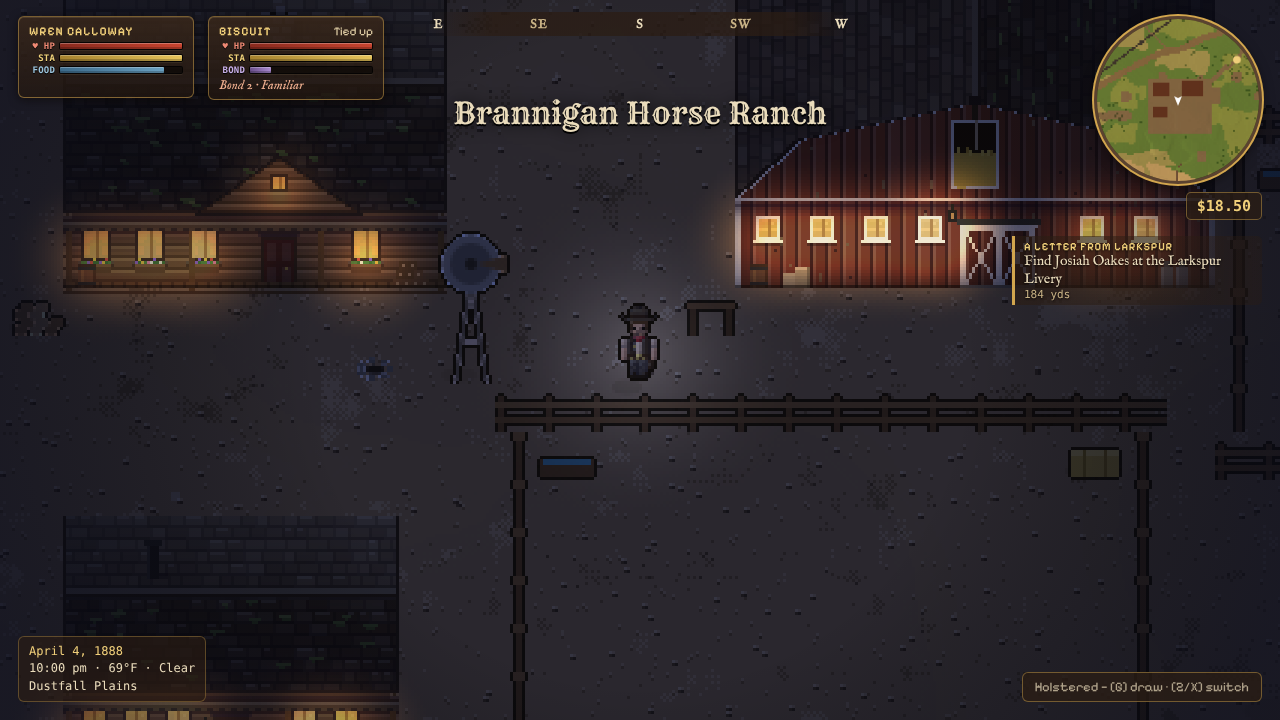 WREN CALLOWAY
♥ HP
STA
FOOD
BISCUIT Tied up
♥ HP
STA
BOND
Bond 2 · Familiar
E SE S SW W
Brannigan Horse Ranch
$18.50
A LETTER FROM LARKSPUR
Find Josiah Oakes at the Larkspur
Livery
184 yds
April 4, 1888
10:00 pm · 69°F · Clear
Dustfall Plains
Holstered - (G) draw · (Z/X) switch